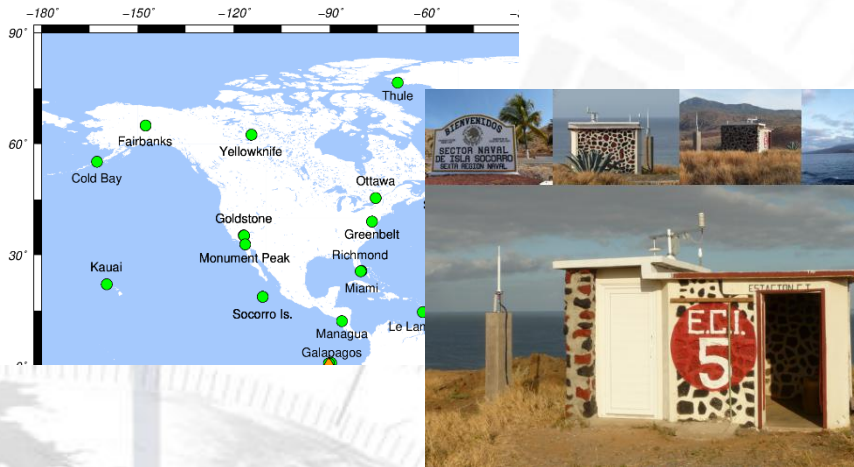 -180°
-150°
-120°
-90°
-60°
90°
60°
30°
Thule
Fairbanks
Yellowknife
Cold Bay
Ottawa
Goldstone
Greenbelt
Monument Peak
Richmond
Kauai
Miami
Socorro Is.
Managua
Le Lam
Galapagos
BIENVENIDOS
SECTOR NAVAL
DE ISLA SOCORRO
SEXTA REGION NAVAL
E.C.I.
5